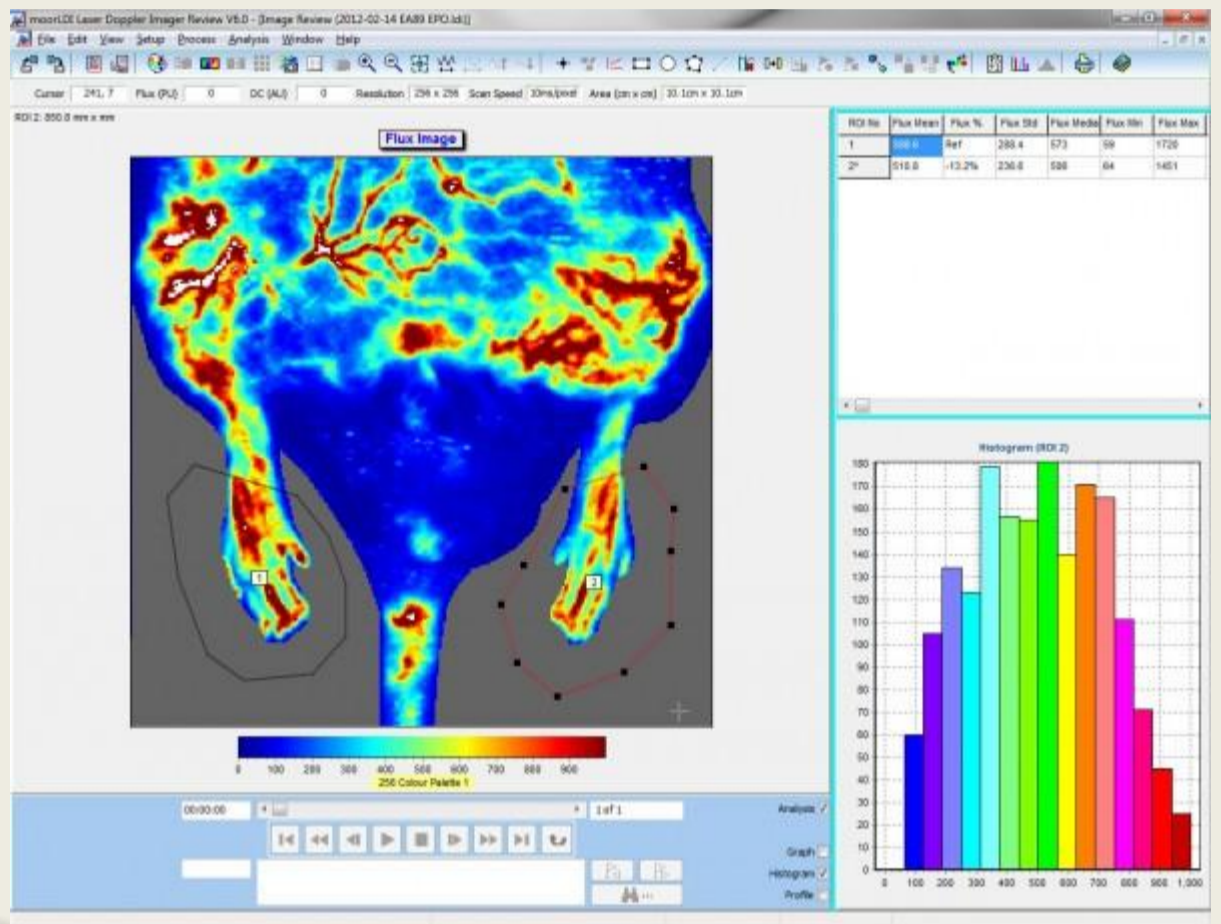 moorLDI Laser Doppler Imager Review V6.0 - [Image Review (2012-02-14 EA89 EPO.ldi)]
File Edit View Setup Process Analysis Window Help
Cursor 241, 7 Flux (PU) 0 DC (AU) 0 Resolution 256 x 256 Scan Speed 10ms/pixel Area (cm x cm) 10.1cm x 10.1cm
ROI 2: 850.8 mm x mm
Flux Image
ROI No Flux Mean Flux % Flux Std Flux Media Flux Min Flux Max
1 Ref 288.4 573 59 1720
2* 510.8 -13.2% 64 1451
1
0 100 200 300 400 500 600 700 800 900
256 Colour Palette 1
Histogram (ROI 2)
180
170
160
150
140
130
120
110
100
90
80
70
60
50
40
30
20
10
0
0 100 200 300 400 500 600 700 800 900 1,000
00:00:00 1 of 1 Analysis
Graph
Histogram
Profile